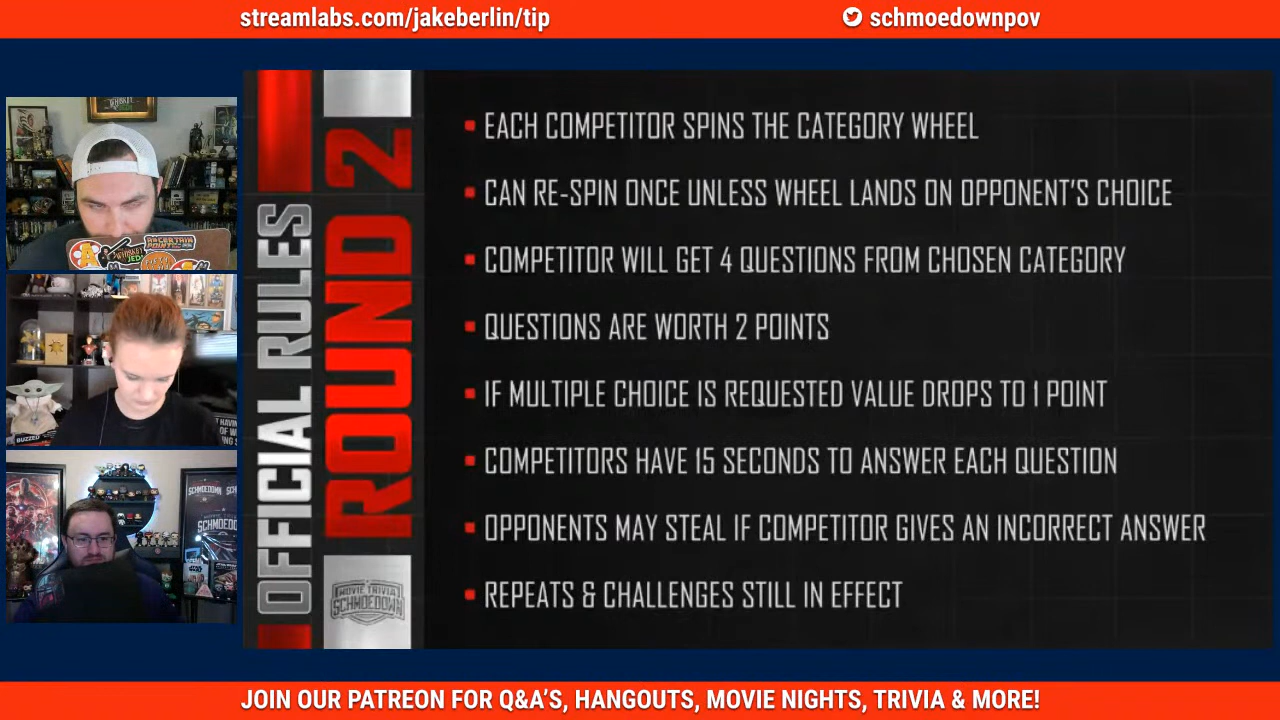 streamlabs.com/jakeberlin/tip
schmoedownpov
OFFICIAL RULES
ROUND 2
EACH COMPETITOR SPINS THE CATEGORY WHEEL
CAN RE-SPIN ONCE UNLESS WHEEL LANDS ON OPPONENT'S CHOICE
COMPETITOR WILL GET 4 QUESTIONS FROM CHOSEN CATEGORY
QUESTIONS ARE WORTH 2 POINTS
IF MULTIPLE CHOICE IS REQUESTED VALUE DROPS TO 1 POINT
COMPETITORS HAVE 15 SECONDS TO ANSWER EACH QUESTION
OPPONENTS MAY STEAL IF COMPETITOR GIVES AN INCORRECT ANSWER
REPEATS & CHALLENGES STILL IN EFFECT
MOVIE TRIVIA
SCHMOEDOWN
BUZZED
SCHMOEDOWN
JOIN OUR PATREON FOR Q&A'S, HANGOUTS, MOVIE NIGHTS, TRIVIA & MORE!